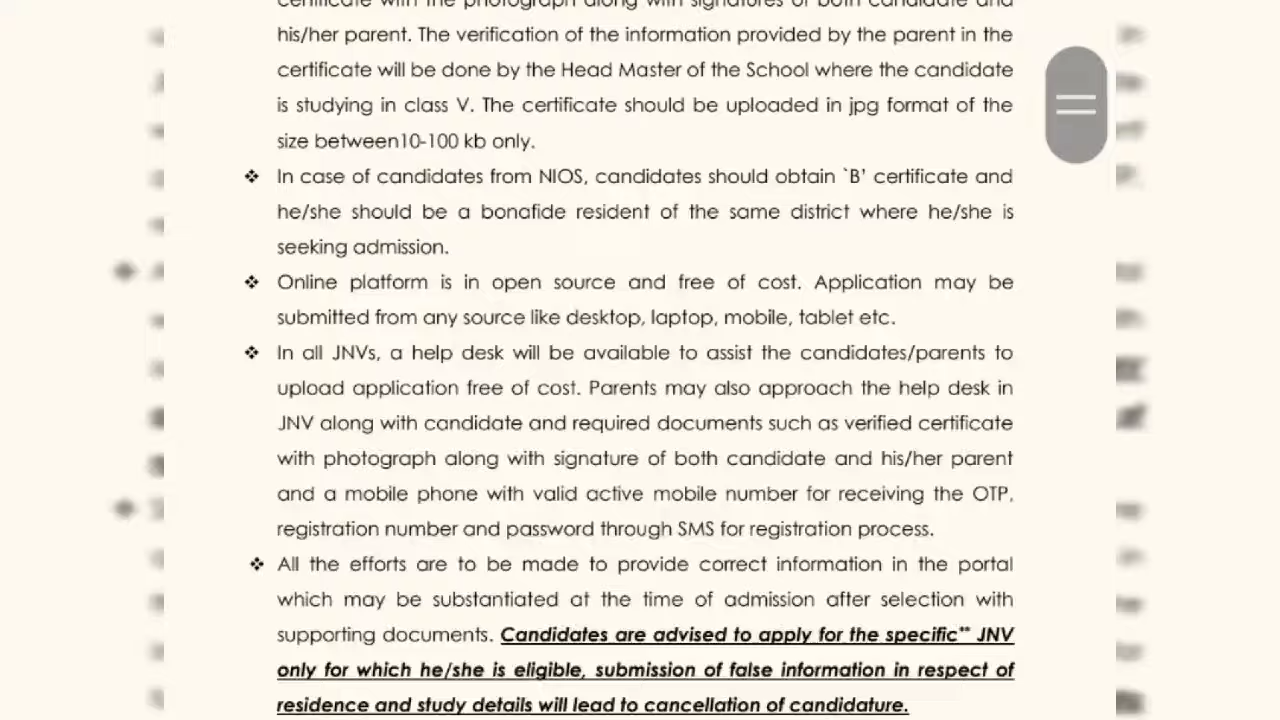 certificate with the photograph along with signatures of both candidate and
his/her parent. The verification of the information provided by the parent in the
certificate will be done by the Head Master of the School where the candidate
is studying in class V. The certificate should be uploaded in jpg format of the
size between10-100 kb only.
❖ In case of candidates from NIOS, candidates should obtain `B' certificate and
he/she should be a bonafide resident of the same district where he/she is
seeking admission.
❖ Online platform is in open source and free of cost. Application may be
submitted from any source like desktop, laptop, mobile, tablet etc.
❖ In all JNVs, a help desk will be available to assist the candidates/parents to
upload application free of cost. Parents may also approach the help desk in
JNV along with candidate and required documents such as verified certificate
with photograph along with signature of both candidate and his/her parent
and a mobile phone with valid active mobile number for receiving the OTP,
registration number and password through SMS for registration process.
❖ All the efforts are to be made to provide correct information in the portal
which may be substantiated at the time of admission after selection with
supporting documents. Candidates are advised to apply for the specific** JNV
only for which he/she is eligible, submission of false information in respect of
residence and study details will lead to cancellation of candidature.